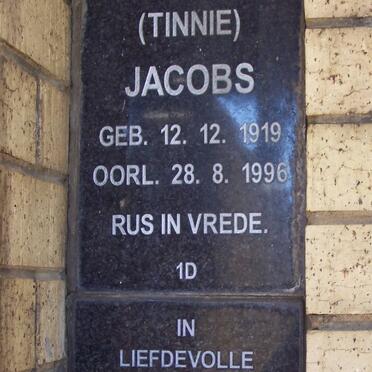 (TINNIE)
JACOBS
GEB. 12. 12. 1919
OORL. 28. 8. 1996
RUS IN VREDE.
1D
IN
LIEFDEVOLLE